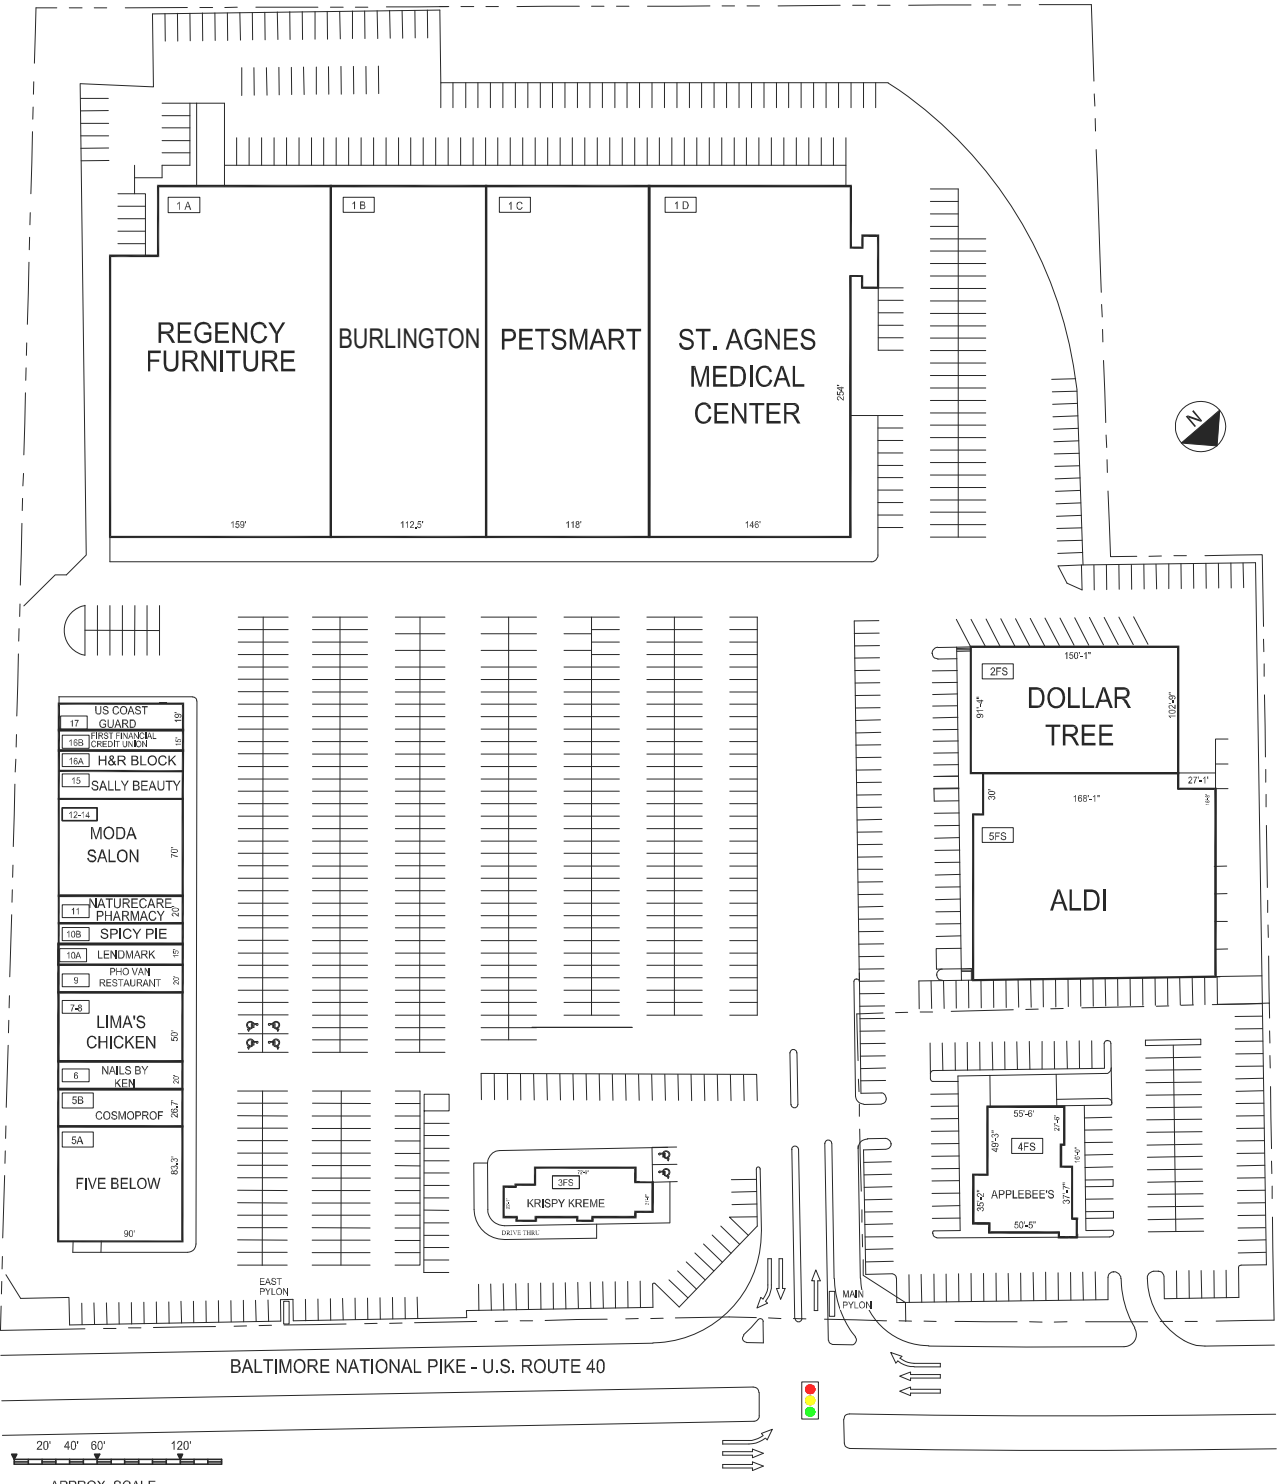 1 A
1 B
1 C
1 D
REGENCY
FURNITURE
BURLINGTON
PETSMART
ST. AGNES
MEDICAL
CENTER
254'
159'
112.5'
118'
146'
N
2FS
150'-1"
91'-4"
102'-9"
DOLLAR
TREE
27'-1"
30'
168'-1"
5FS
ALDI
US COAST
GUARD
17
19'
16B
FIRST FINANCIAL
CREDIT UNION
15'
16A
H&R BLOCK
15
SALLY BEAUTY
12-14
MODA
SALON
70'
11
NATURECARE
PHARMACY
20'
10B
SPICY PIE
10A
LENDMARK
15'
9
PHO VAN
RESTAURANT
20'
7-8
LIMA'S
CHICKEN
50'
6
NAILS BY
KEN
20'
5B
COSMOPROF
26.7'
5A
FIVE BELOW
83.3'
90'
3FS
KRISPY KREME
DRIVE THRU
55'-6"
27'-6"
49'-3"
4FS
APPLEBEE'S
35'-2"
37'-7"
50'-5"
EAST
PYLON
MAIN
PYLON
BALTIMORE NATIONAL PIKE - U.S. ROUTE 40
20' 40' 60' 120'
APPROX. SCALE